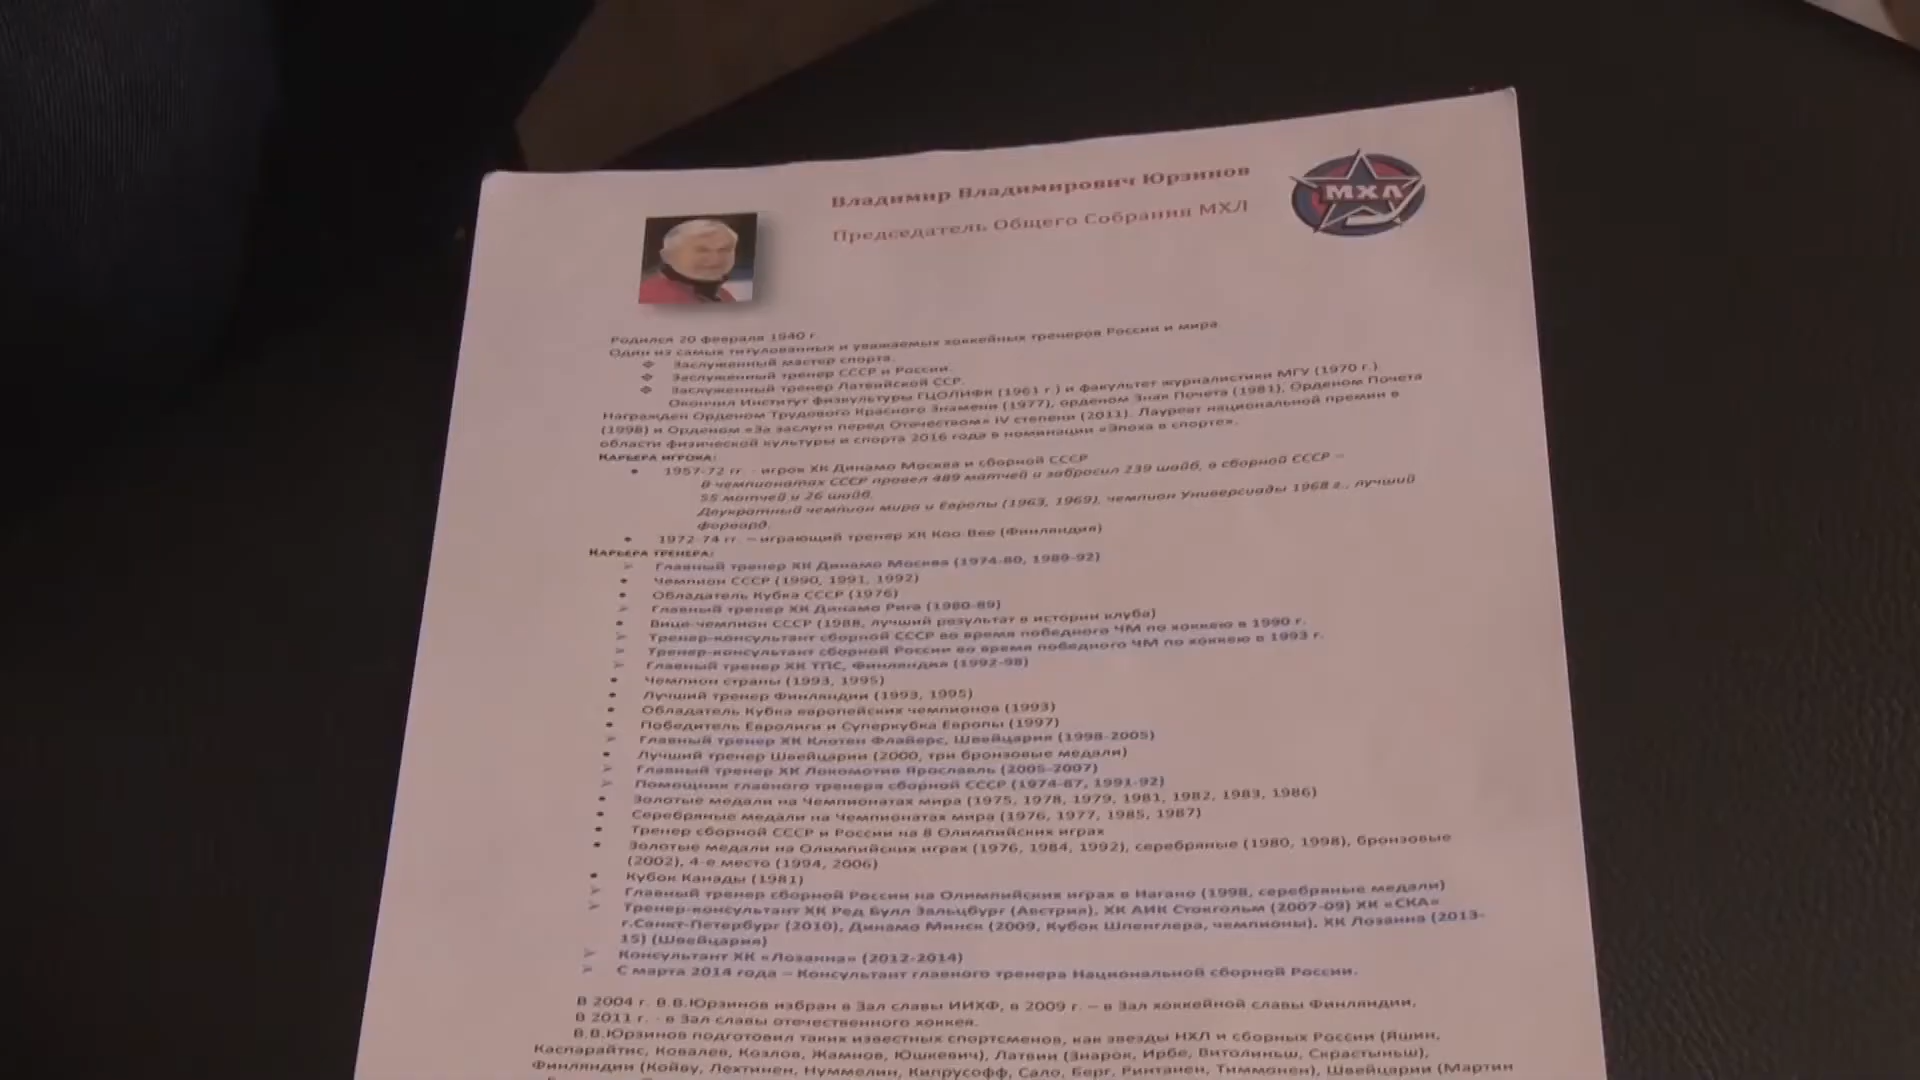 Владимир Владимирович Юрзинов
МХЛ
Председатель Общего Собрания МХЛ
Родился 20 февраля 1940 г.
Один из самых титулованных и уважаемых хоккейных тренеров России и мира.
❖ Заслуженный мастер спорта.
❖ Заслуженный тренер СССР и России.
❖ Заслуженный тренер Латвийской ССР.
Окончил Институт физкультуры ГЦОЛИФК (1961 г.) и факультет журналистики МГУ (1970 г.)
Награжден Орденом Трудового Красного Знамени (1977), орденом Знак Почета (1981), Орденом Почета
(1998) и Орденом «За заслуги перед Отечеством» IV степени (2011). Лауреат национальной премии в
области физической культуры и спорта 2016 года в номинации «Эпоха в спорте».
КАРЬЕРА ИГРОКА:
• 1957-72 гг. - игрок ХК Динамо Москва и сборной СССР
В чемпионатах СССР провел 489 матчей и забросил 239 шайб, в сборной СССР –
55 матчей и 26 шайб.
Двукратный чемпион мира и Европы (1963, 1969), чемпион Универсиады 1968 г., лучший
форвард.
• 1972-74 гг. – играющий тренер ХК Коо-Вее (Финляндия)
КАРЬЕРА ТРЕНЕРА:
➢ Главный тренер ХК Динамо Москва (1974-80, 1989-92)
• Чемпион СССР (1990, 1991, 1992)
• Обладатель Кубка СССР (1976)
➢ Главный тренер ХК Динамо Рига (1980-89)
• Вице-чемпион СССР (1988, лучший результат в истории клуба)
➢ Тренер-консультант сборной СССР во время победного ЧМ по хоккею в 1990 г.
➢ Тренер-консультант сборной России во время победного ЧМ по хоккею в 1993 г.
➢ Главный тренер ХК ТПС, Финляндия (1992-98)
• Чемпион страны (1993, 1995)
• Лучший тренер Финляндии (1993, 1995)
• Обладатель Кубка европейских чемпионов (1993)
• Победитель Евролиги и Суперкубка Европы (1997)
➢ Главный тренер ХК Клотен Флайерс, Швейцария (1998-2005)
• Лучший тренер Швейцарии (2000, три бронзовые медали)
➢ Главный тренер ХК Локомотив Ярославль (2005-2007)
➢ Помощник главного тренера сборной СССР (1974-87, 1991-92)
• Золотые медали на Чемпионатах мира (1975, 1978, 1979, 1981, 1982, 1983, 1986)
• Серебряные медали на Чемпионатах мира (1976, 1977, 1985, 1987)
• Тренер сборной СССР и России на 8 Олимпийских играх
• Золотые медали на Олимпийских играх (1976, 1984, 1992), серебряные (1980, 1998), бронзовые
(2002), 4-е место (1994, 2006)
• Кубок Канады (1981)
➢ Главный тренер сборной России на Олимпийских играх в Нагано (1998, серебряные медали)
➢ Тренер-консультант ХК Ред Булл Зальцбург (Австрия), ХК АИК Стокгольм (2007-09) ХК «СКА»
г.Санкт-Петербург (2010), Динамо Минск (2009, Кубок Шпенглера, чемпионы), ХК Лозанна (2013-
15) (Швейцария)
➢ Консультант ХК «Лозанна» (2012-2014)
➢ С марта 2014 года – Консультант главного тренера Национальной сборной России.
В 2004 г. В.В.Юрзинов избран в Зал славы ИИХФ, в 2009 г. – в Зал хоккейной славы Финляндии,
В 2011 г. - в Зал славы отечественного хоккея.
В.В.Юрзинов подготовил таких известных спортсменов, как звезды НХЛ и сборных России (Яшин,
Каспарайтис, Ковалев, Козлов, Жамнов, Юшкевич), Латвии (Знарок, Ирбе, Витолиньш, Скрастыньш),
Финляндии (Койву, Лехтинен, Нуммелин, Кипрусофф, Сало, Берг, Ринтанен, Тиммонен), Швейцарии (Мартин